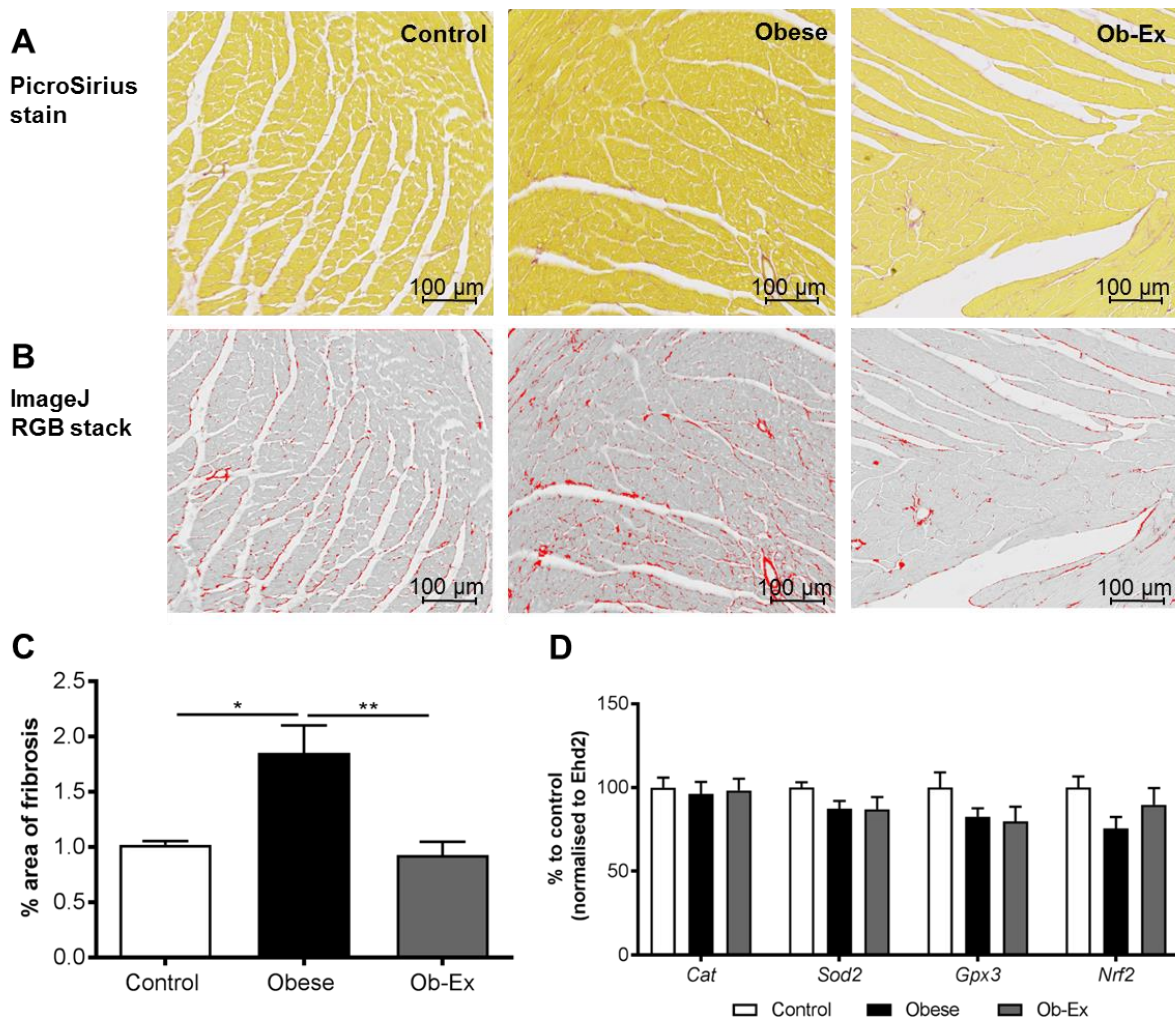 A
PicroSirius
stain
Control
Obese
Ob-Ex
100 µm
100 µm
100 µm
B
ImageJ
RGB stack
100 µm
100 µm
100 µm
C
% area of fribrosis
2.5
2.0
1.5
1.0
0.5
0.0
*
**
Control
Obese
Ob-Ex
D
% to control
(normalised to Ehd2)
150
100
50
0
Cat
Sod2
Gpx3
Nrf2
Control
Obese
Ob-Ex